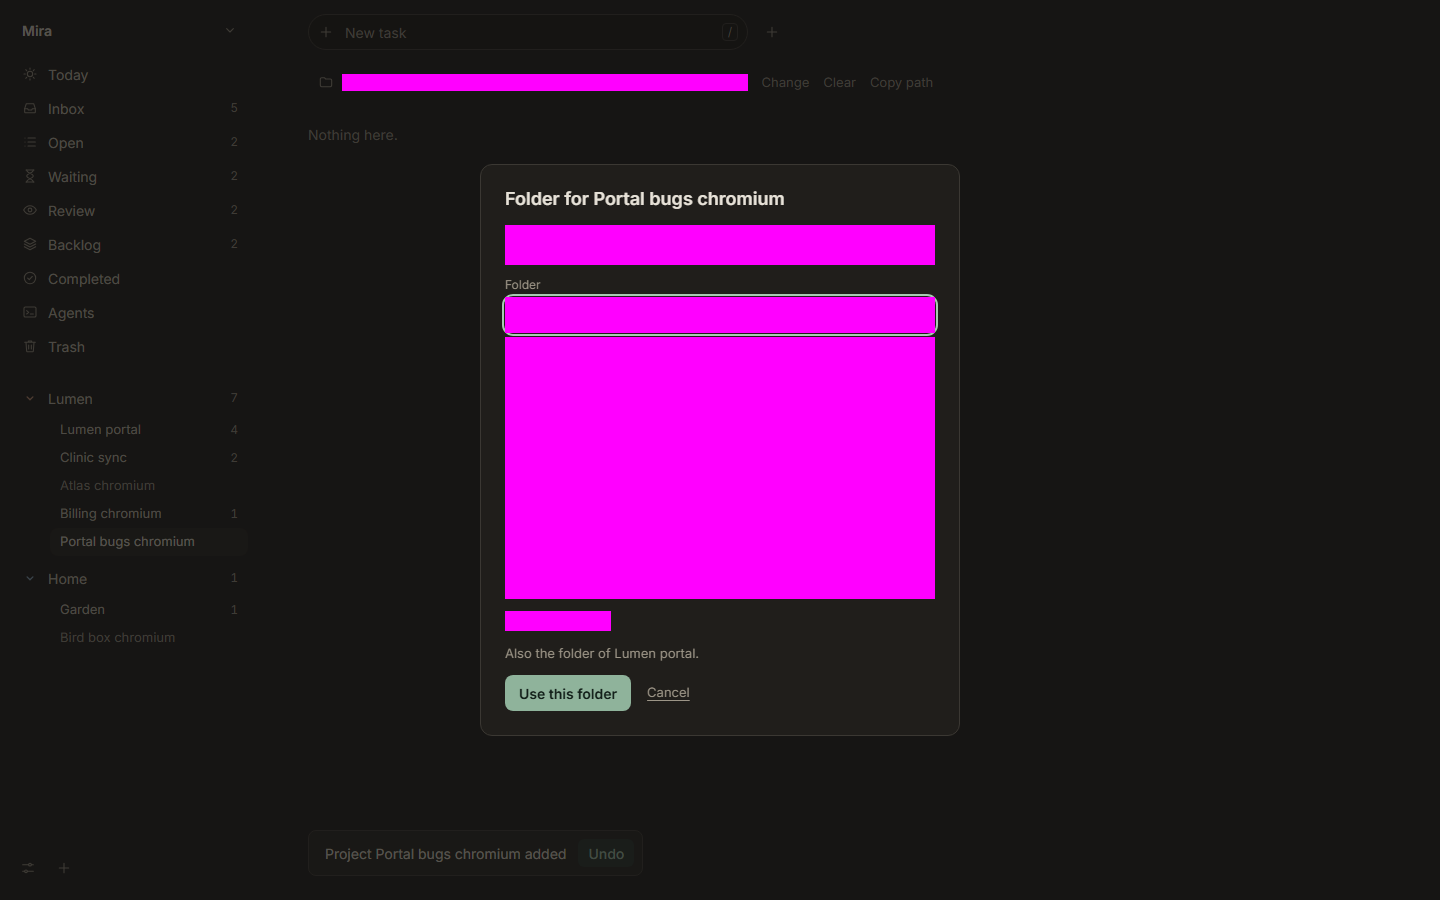 Mira
New task /
Today
Inbox 5
Open 2
Waiting 2
Review 2
Backlog 2
Completed
Agents
Trash
Lumen 7
Lumen portal 4
Clinic sync 2
Atlas chromium
Billing chromium 1
Portal bugs chromium
Home 1
Garden 1
Bird box chromium
Change Clear Copy path
Nothing here.
Folder for Portal bugs chromium
Folder
Also the folder of Lumen portal.
Use this folder Cancel
Project Portal bugs chromium added Undo